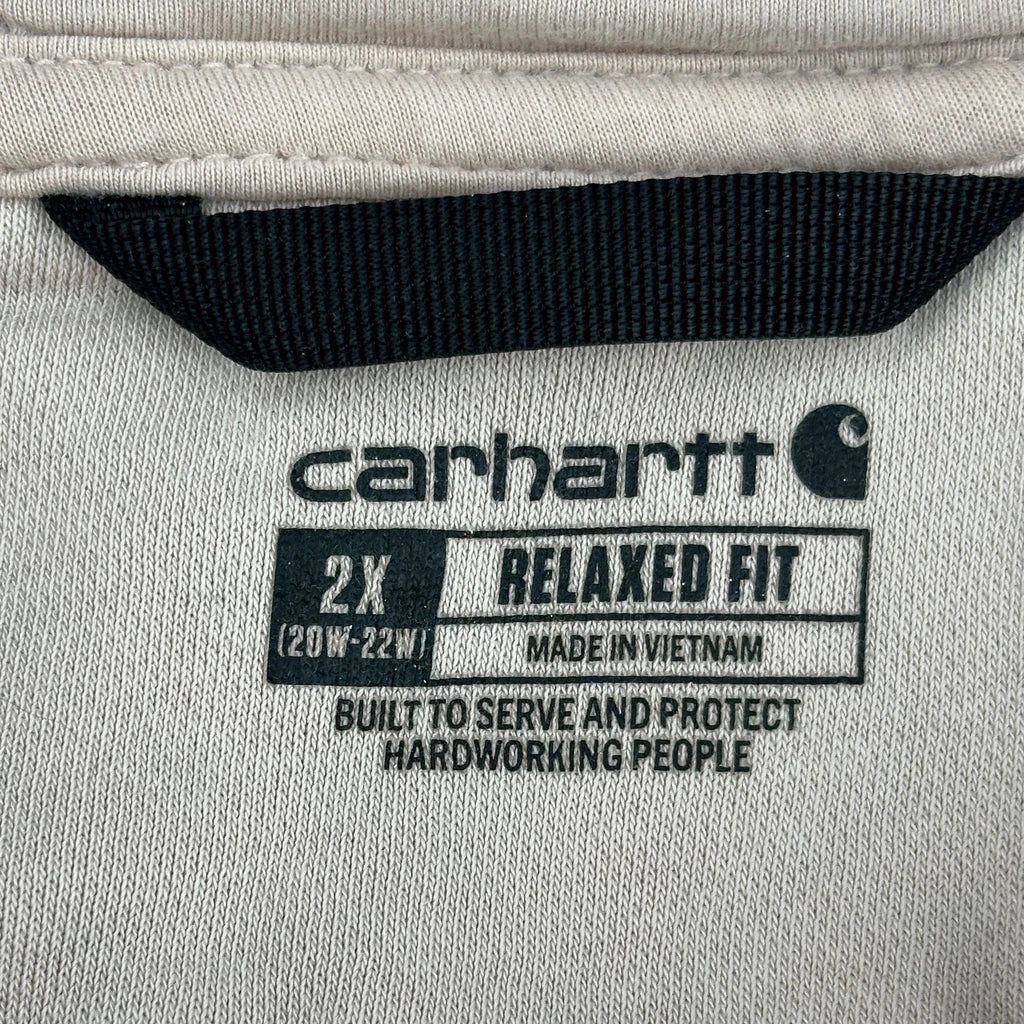 carhartt
2X
(20W-22W)
RELAXED FIT
MADE IN VIETNAM
BUILT TO SERVE AND PROTECT
HARDWORKING PEOPLE